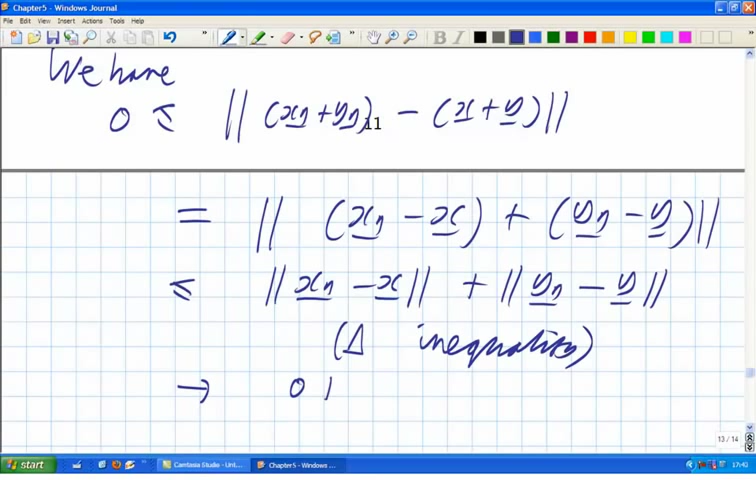 Chapter5 - Windows Journal
File Edit View Insert Actions Tools Help
We have
0 ≤ || (xn + yn) - (x + y) ||
11
= || (xn - x) + (yn - y) ||
≤ || xn - x || + || yn - y ||
(Δ inequality)
→ 0 |
13 / 14
start
Camtasia Studio - Unt...
Chapter5 - Windows ...
17:43